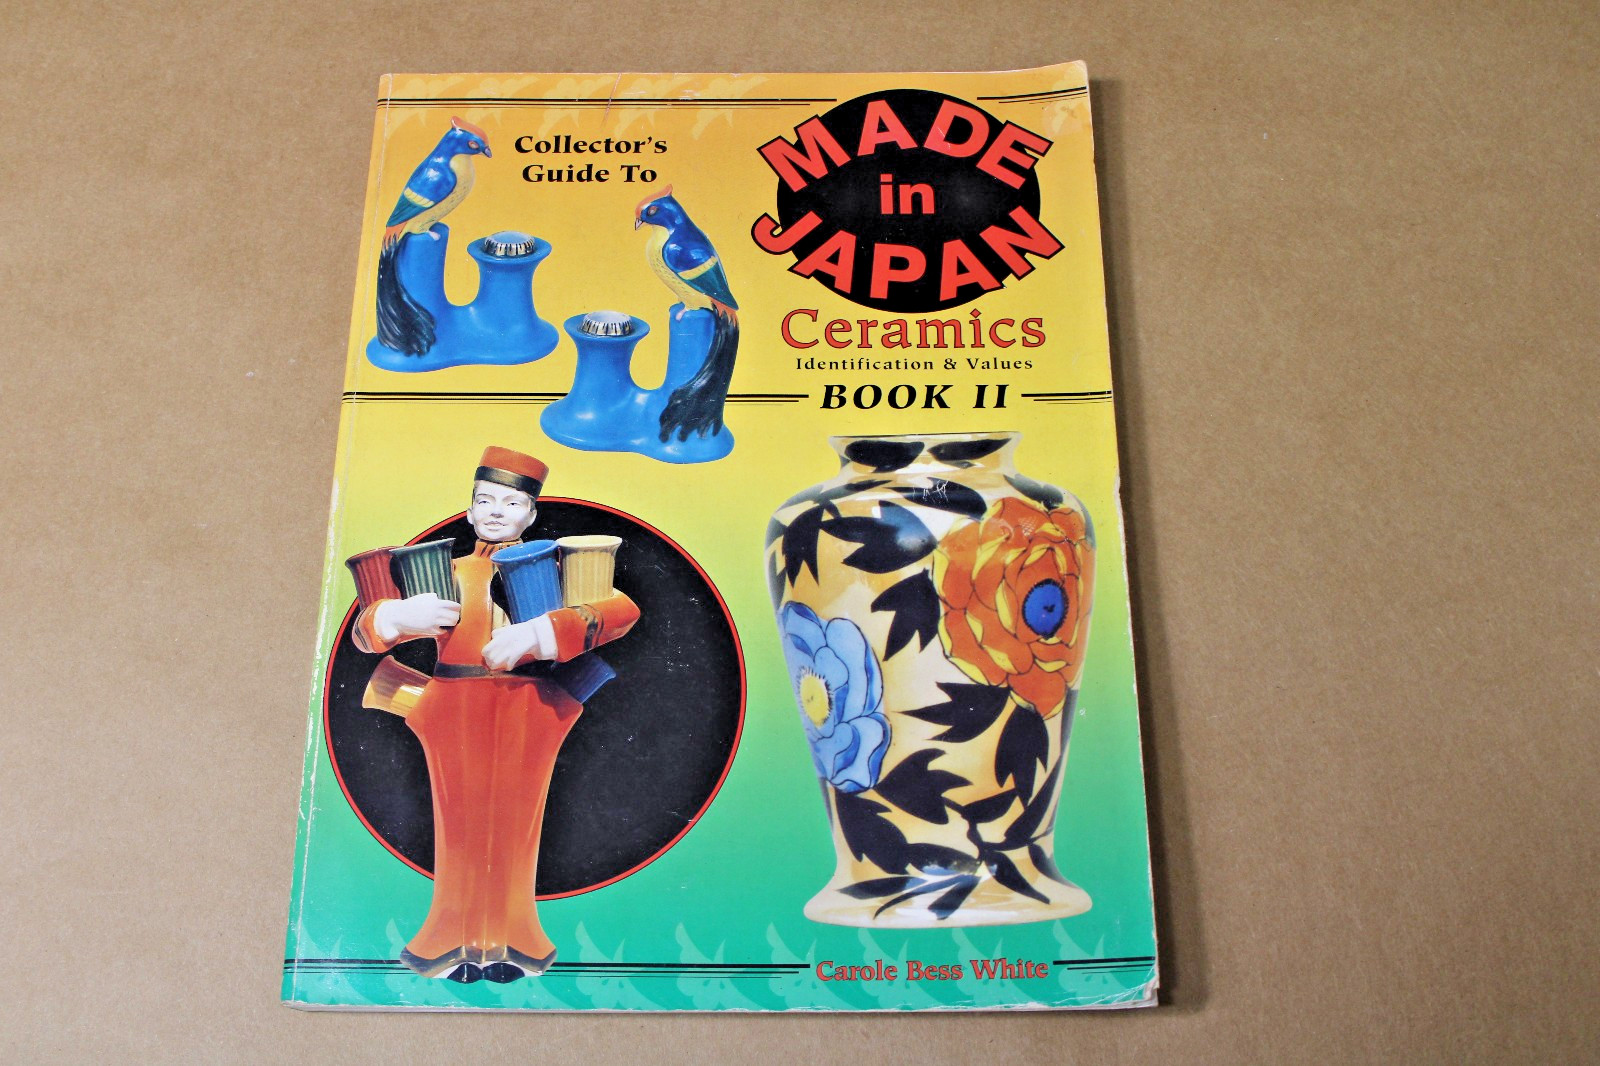 Collector's
Guide To
MADE
in
JAPAN
Ceramics
Identification & Values
BOOK II
Carole Bess White